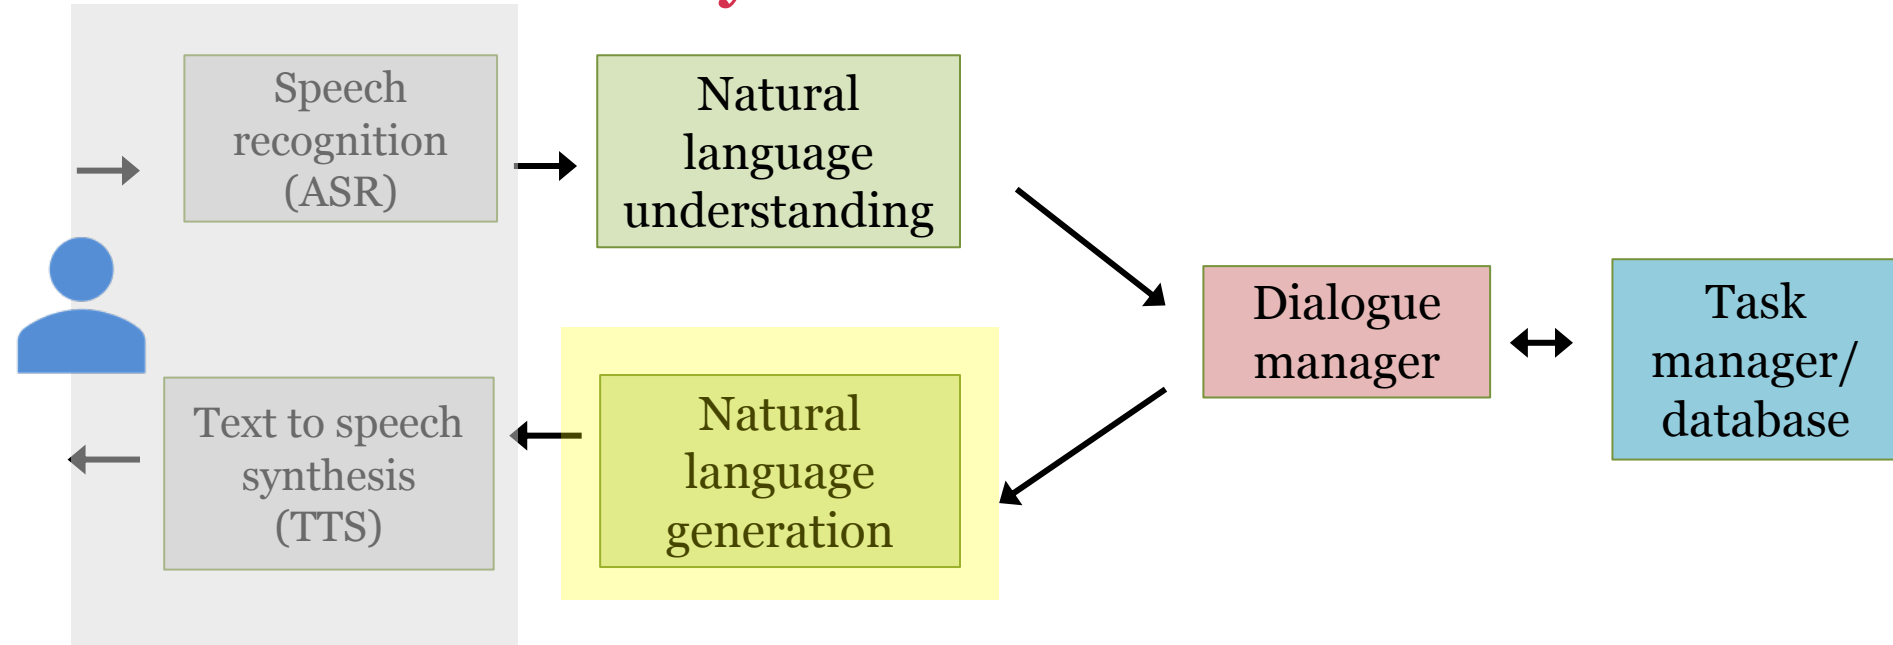 Speech
recognition
(ASR)
Natural
language
understanding
Dialogue
manager
Task
manager/
database
Text to speech
synthesis
(TTS)
Natural
language
generation